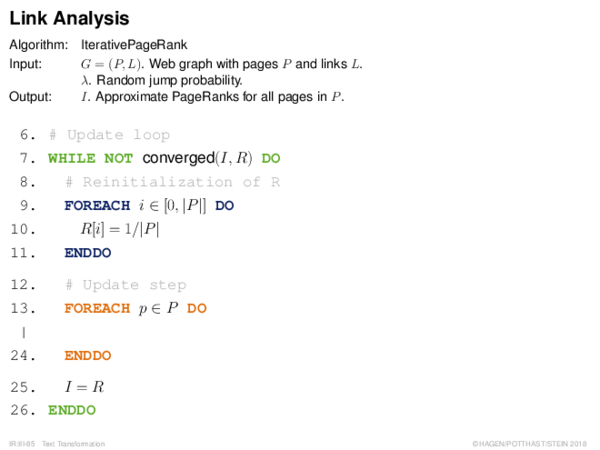 Link Analysis
Algorithm: IterativePageRank
Input: G = (P, L). Web graph with pages P and links L.
λ. Random jump probability.
Output: I. Approximate PageRanks for all pages in P.
6. # Update loop
7. WHILE NOT converged(I, R) DO
8. # Reinitialization of R
9. FOREACH i ∈ [0, |P|] DO
10. R[i] = 1/|P|
11. ENDDO
12. # Update step
13. FOREACH p ∈ P DO
|
24. ENDDO
25. I = R
26. ENDDO
IR:III-85 Text Transformation ©HAGEN/POTTHAST/STEIN 2018